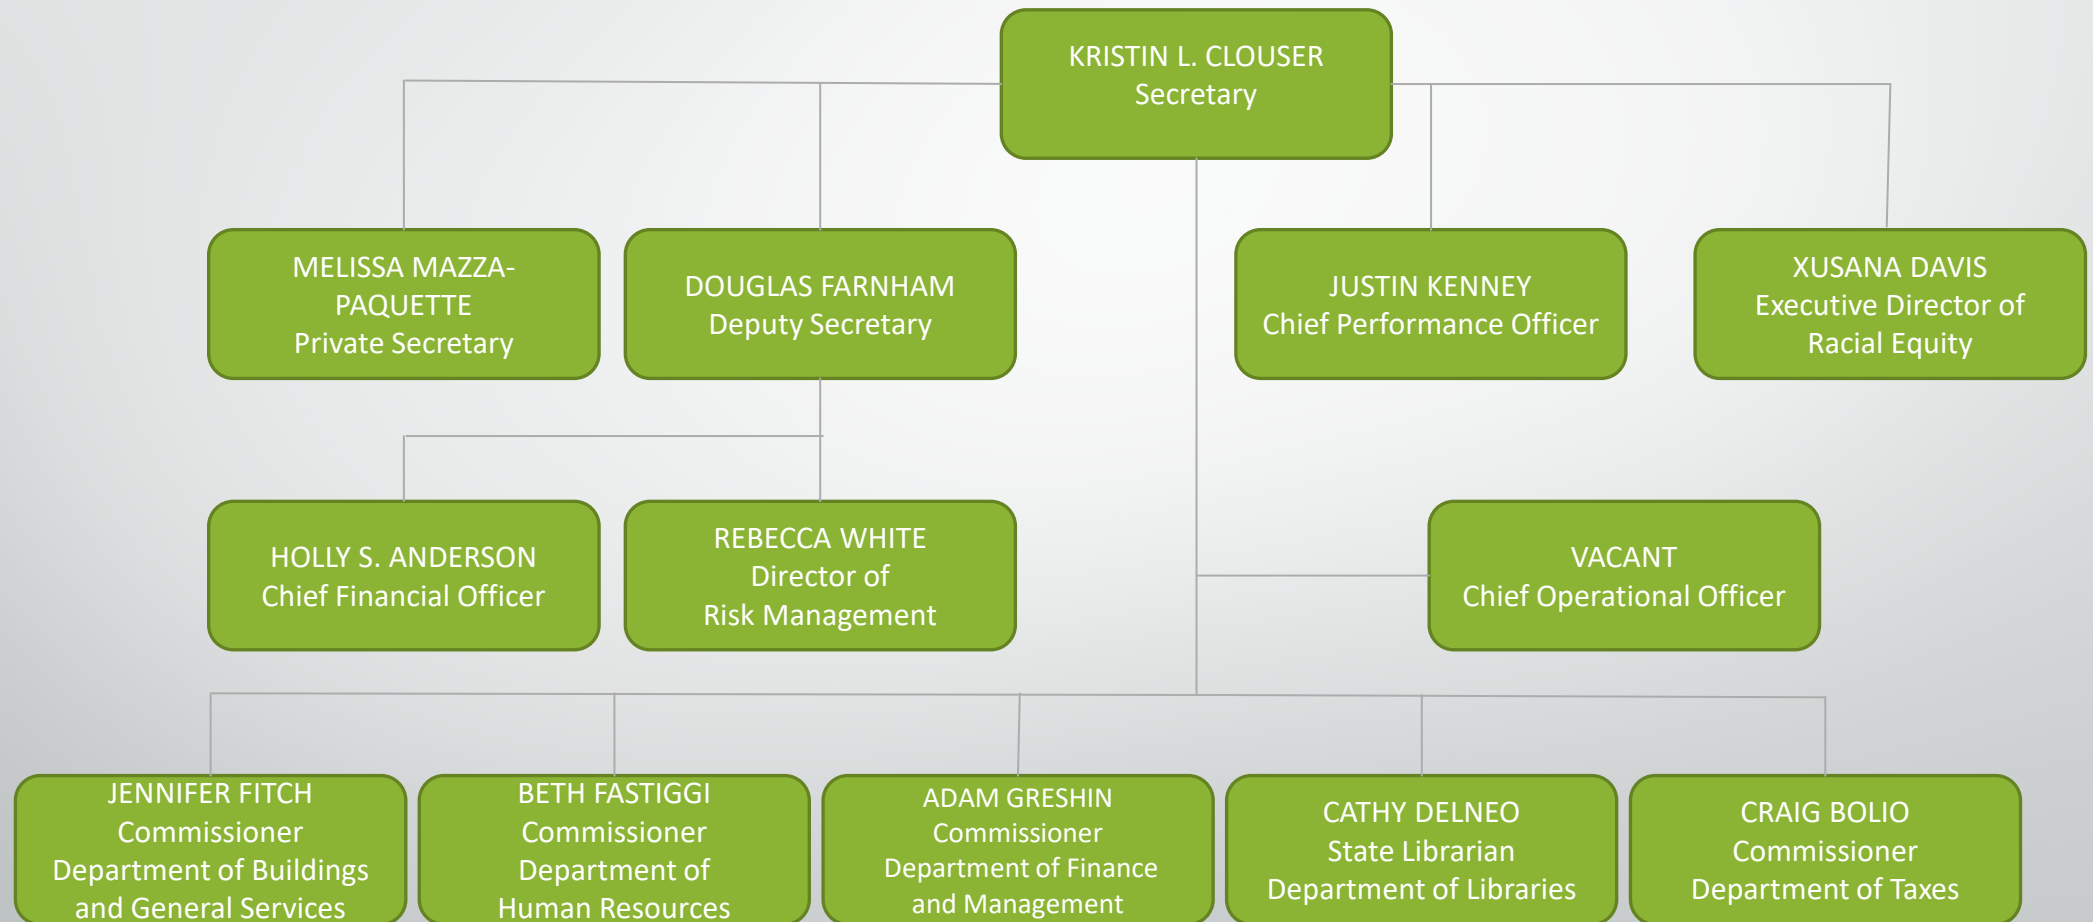 KRISTIN L. CLOUSER
Secretary
MELISSA MAZZA-
PAQUETTE
Private Secretary
DOUGLAS FARNHAM
Deputy Secretary
JUSTIN KENNEY
Chief Performance Officer
XUSANA DAVIS
Executive Director of
Racial Equity
HOLLY S. ANDERSON
Chief Financial Officer
REBECCA WHITE
Director of
Risk Management
VACANT
Chief Operational Officer
JENNIFER FITCH
Commissioner
Department of Buildings
and General Services
BETH FASTIGGI
Commissioner
Department of
Human Resources
ADAM GRESHIN
Commissioner
Department of Finance
and Management
CATHY DELNEO
State Librarian
Department of Libraries
CRAIG BOLIO
Commissioner
Department of Taxes